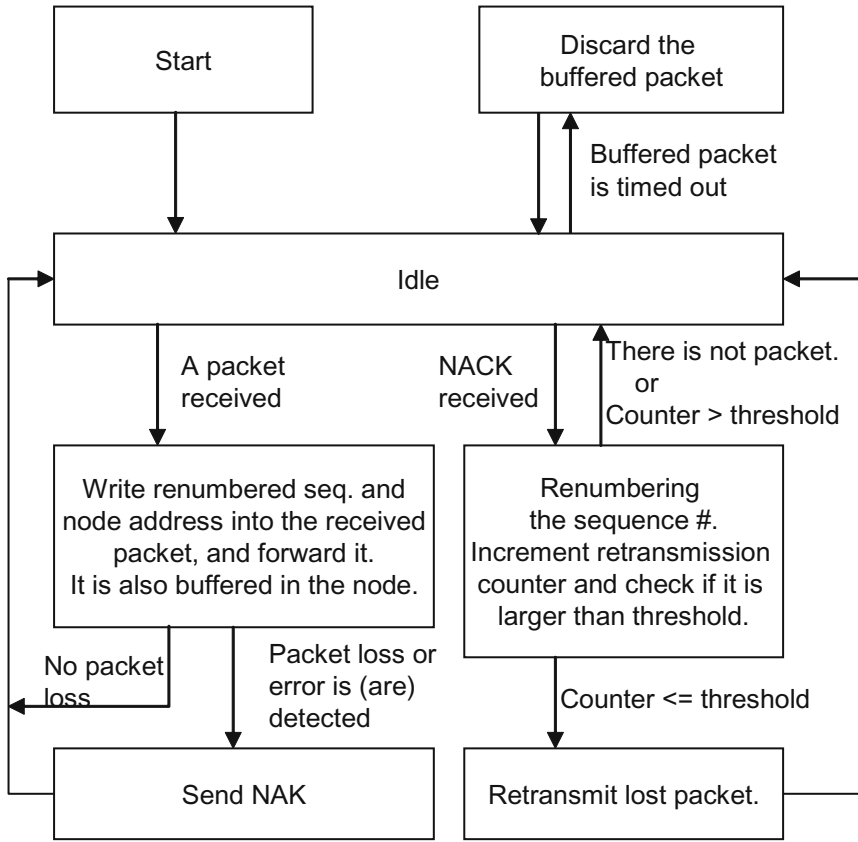 Start
Discard the
buffered packet
Buffered packet
is timed out
Idle
A packet
received
NACK
received
There is not packet.
or
Counter > threshold
Write renumbered seq. and
node address into the received
packet, and forward it.
It is also buffered in the node.
Renumbering
the sequence #.
Increment retransmission
counter and check if it is
larger than threshold.
No packet
loss
Packet loss or
error is (are)
detected
Counter <= threshold
Send NAK
Retransmit lost packet.